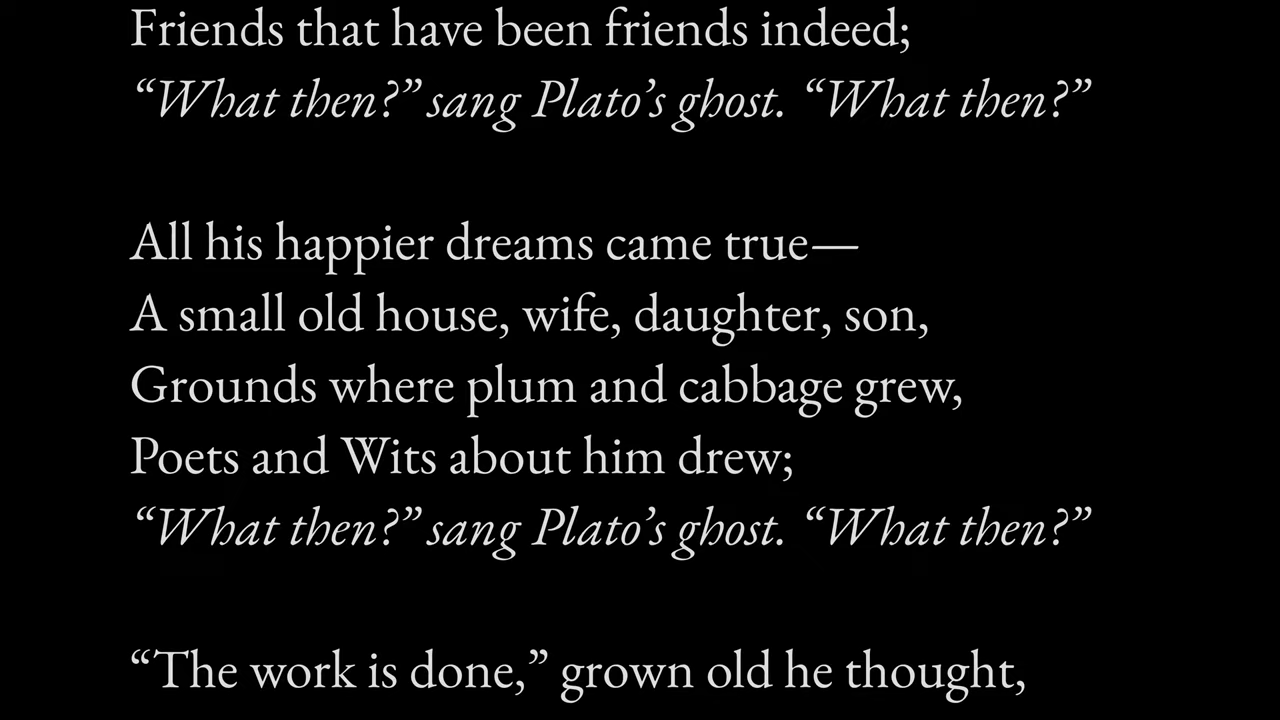 Friends that have been friends indeed;
“What then?” sang Plato’s ghost. “What then?”
All his happier dreams came true—
A small old house, wife, daughter, son,
Grounds where plum and cabbage grew,
Poets and Wits about him drew;
“What then?” sang Plato’s ghost. “What then?”
“The work is done,” grown old he thought,